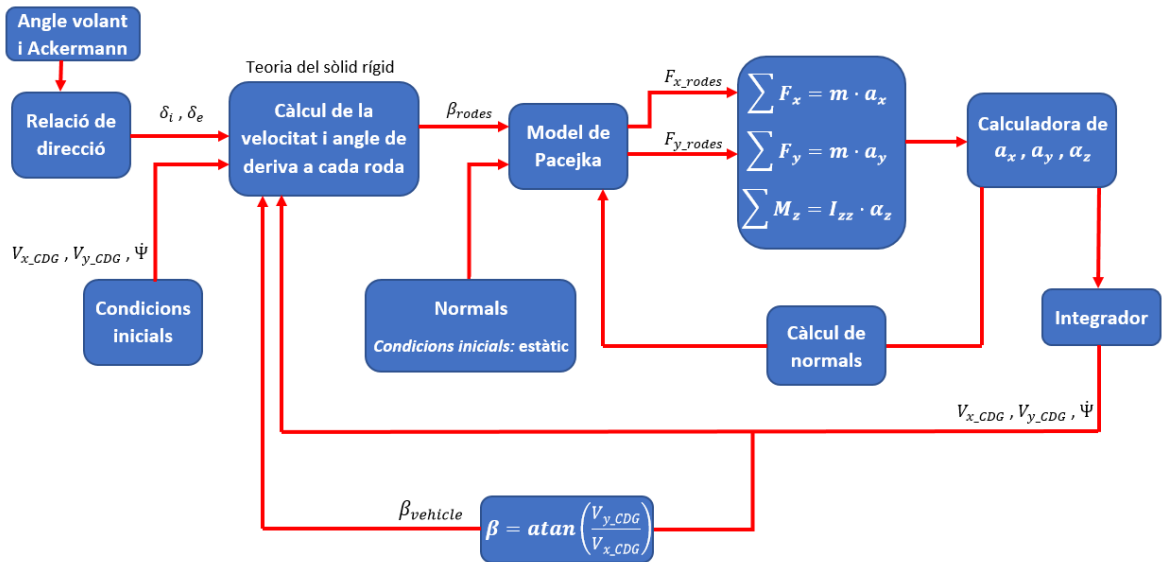 Angle volant
i Ackermann
Relació de
direcció
δ_i , δ_e
Teoria del sòlid rígid
Càlcul de la
velocitat i angle de
deriva a cada roda
β_rodes
Model de
Pacejka
F_x_rodes
F_y_rodes
∑ F_x = m · a_x
∑ F_y = m · a_y
∑ M_z = I_zz · α_z
Calculadora de
a_x , a_y , α_z
V_x_CDG , V_y_CDG , Ψ̇
Condicions
inicials
Normals
Condicions inicials: estàtic
Càlcul de
normals
Integrador
V_x_CDG , V_y_CDG , Ψ̇
β_vehicle
β = atan(V_y_CDG / V_x_CDG)